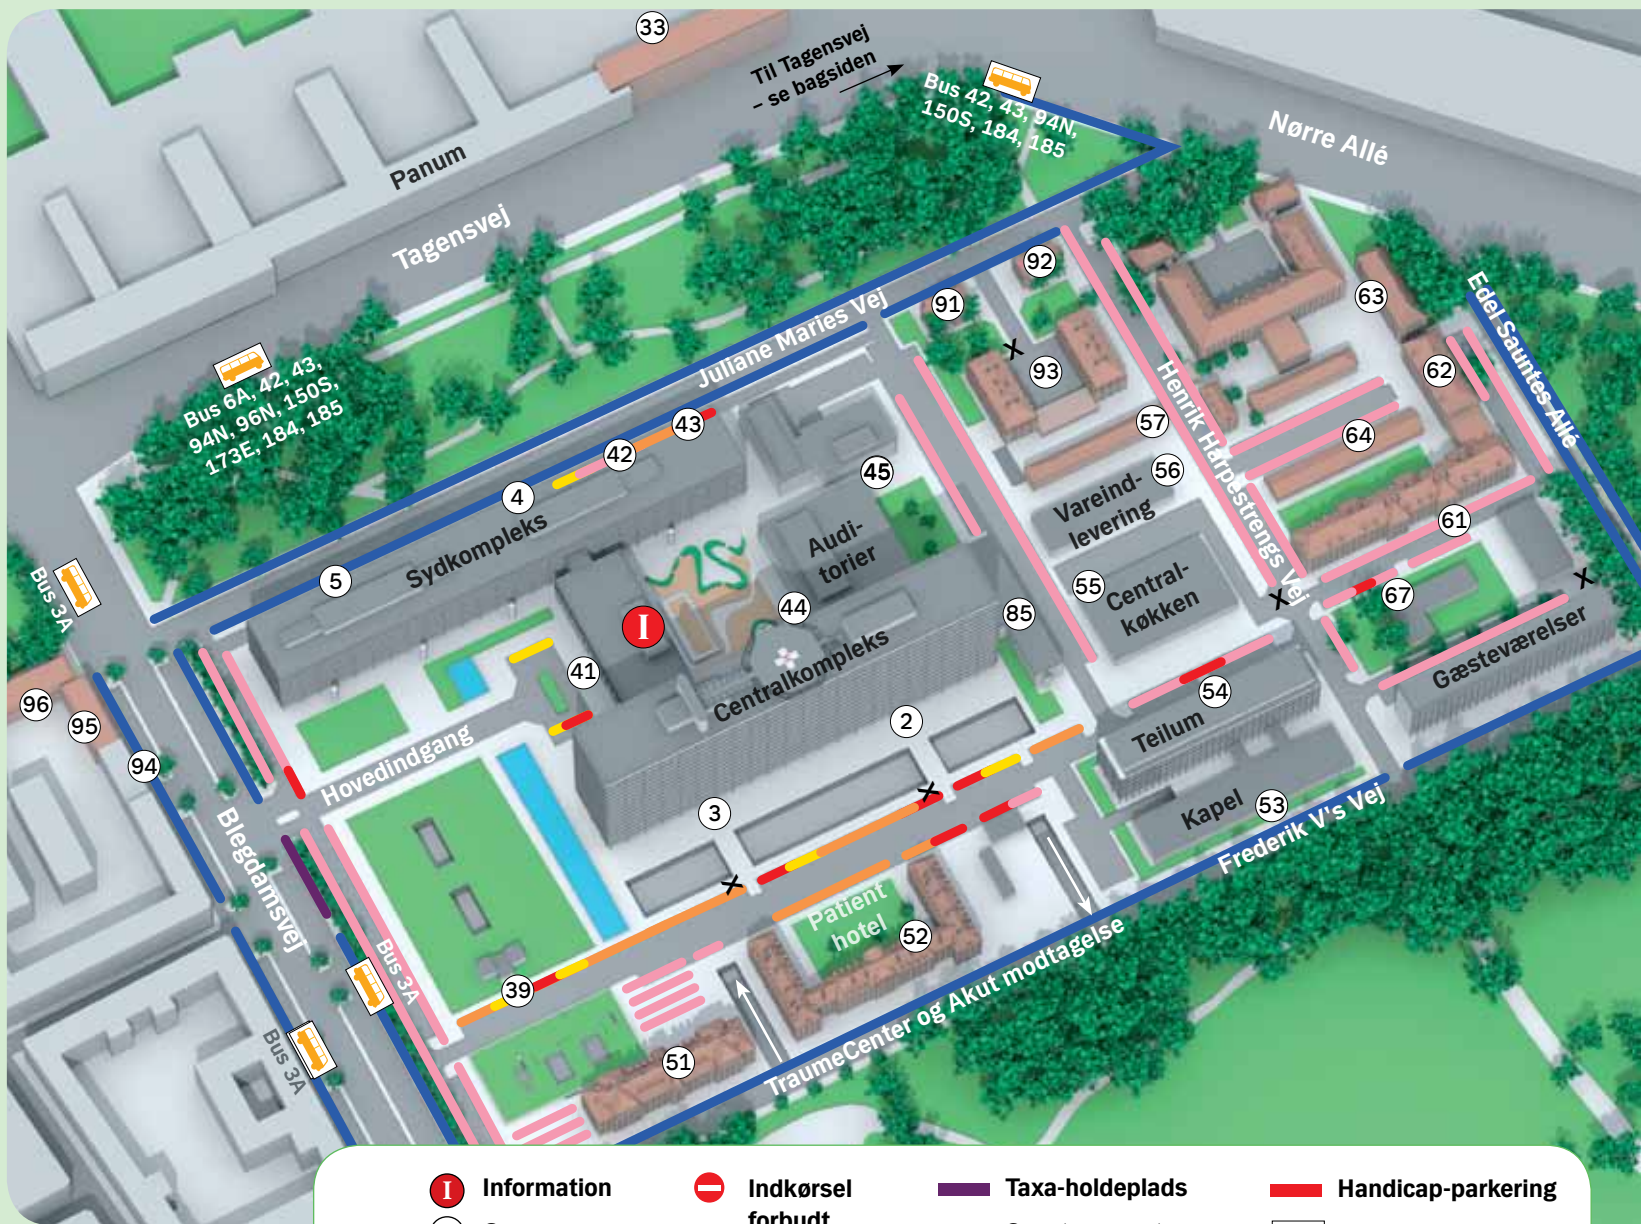 33
Til Tagensvej
– se bagsiden
Bus 42, 43, 94N,
150S, 184, 185
Nørre Allé
Panum
Tagensvej
92
91
63
Edel Sauntes Allé
Juliane Maries Vej
Bus 6A, 42, 43,
94N, 96N, 150S,
173E, 184, 185
93
62
Henrik Harpestrengs Vej
43
42
57
64
4
45
56
Vareind-
levering
Sydkompleks
Audi-
torier
61
5
55
Central-
køkken
Bus 3A
44
85
67
I
Gæsteværelser
41
Centralkompleks
54
96
95
2
Teilum
94
Hovedindgang
3
Kapel
53
Frederik V's Vej
Blegdamsvej
Patient
hotel
52
Bus 3A
39
TraumeCenter og Akut modtagelse
Bus 3A
51
I Information
Indkørsel
forbudt
Taxa-holdeplads
Handicap-parkering